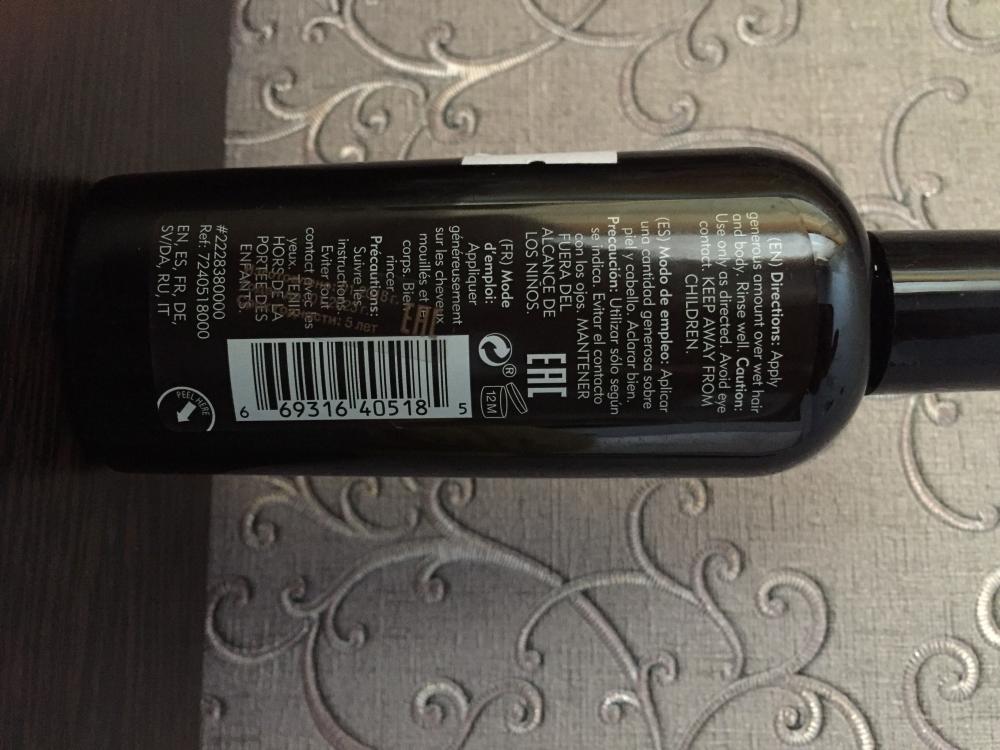 (EN) Directions: Apply
generous amount over wet hair
and body. Rinse well. Caution:
Use only as directed. Avoid eye
contact. KEEP AWAY FROM
CHILDREN.
(ES) Modo de empleo: Aplicar
una cantidad generosa sobre
piel y cabello. Aclarar bien.
Precaución: Utilizar sólo según
se indica. Evitar el contacto
con los ojos. MANTENER
FUERA DEL
ALCANCE DE
LOS NIÑOS.
EAC
(FR) Mode
d'emploi:
Appliquer
généreusement
sur les cheveux
mouillés et le
corps. Bien
rincer.
Précautions:
Suivre les
instructions.
Éviter tout
contact avec les
yeux. TENIR
HORS DE LA
PORTÉE DES
ENFANTS.
®
12M
6 69316 40518 5
EAC
5 лет
#2228380000
Ref: 7240518000
EN, ES, FR, DE,
SV/DA, RU, IT
PEEL HERE